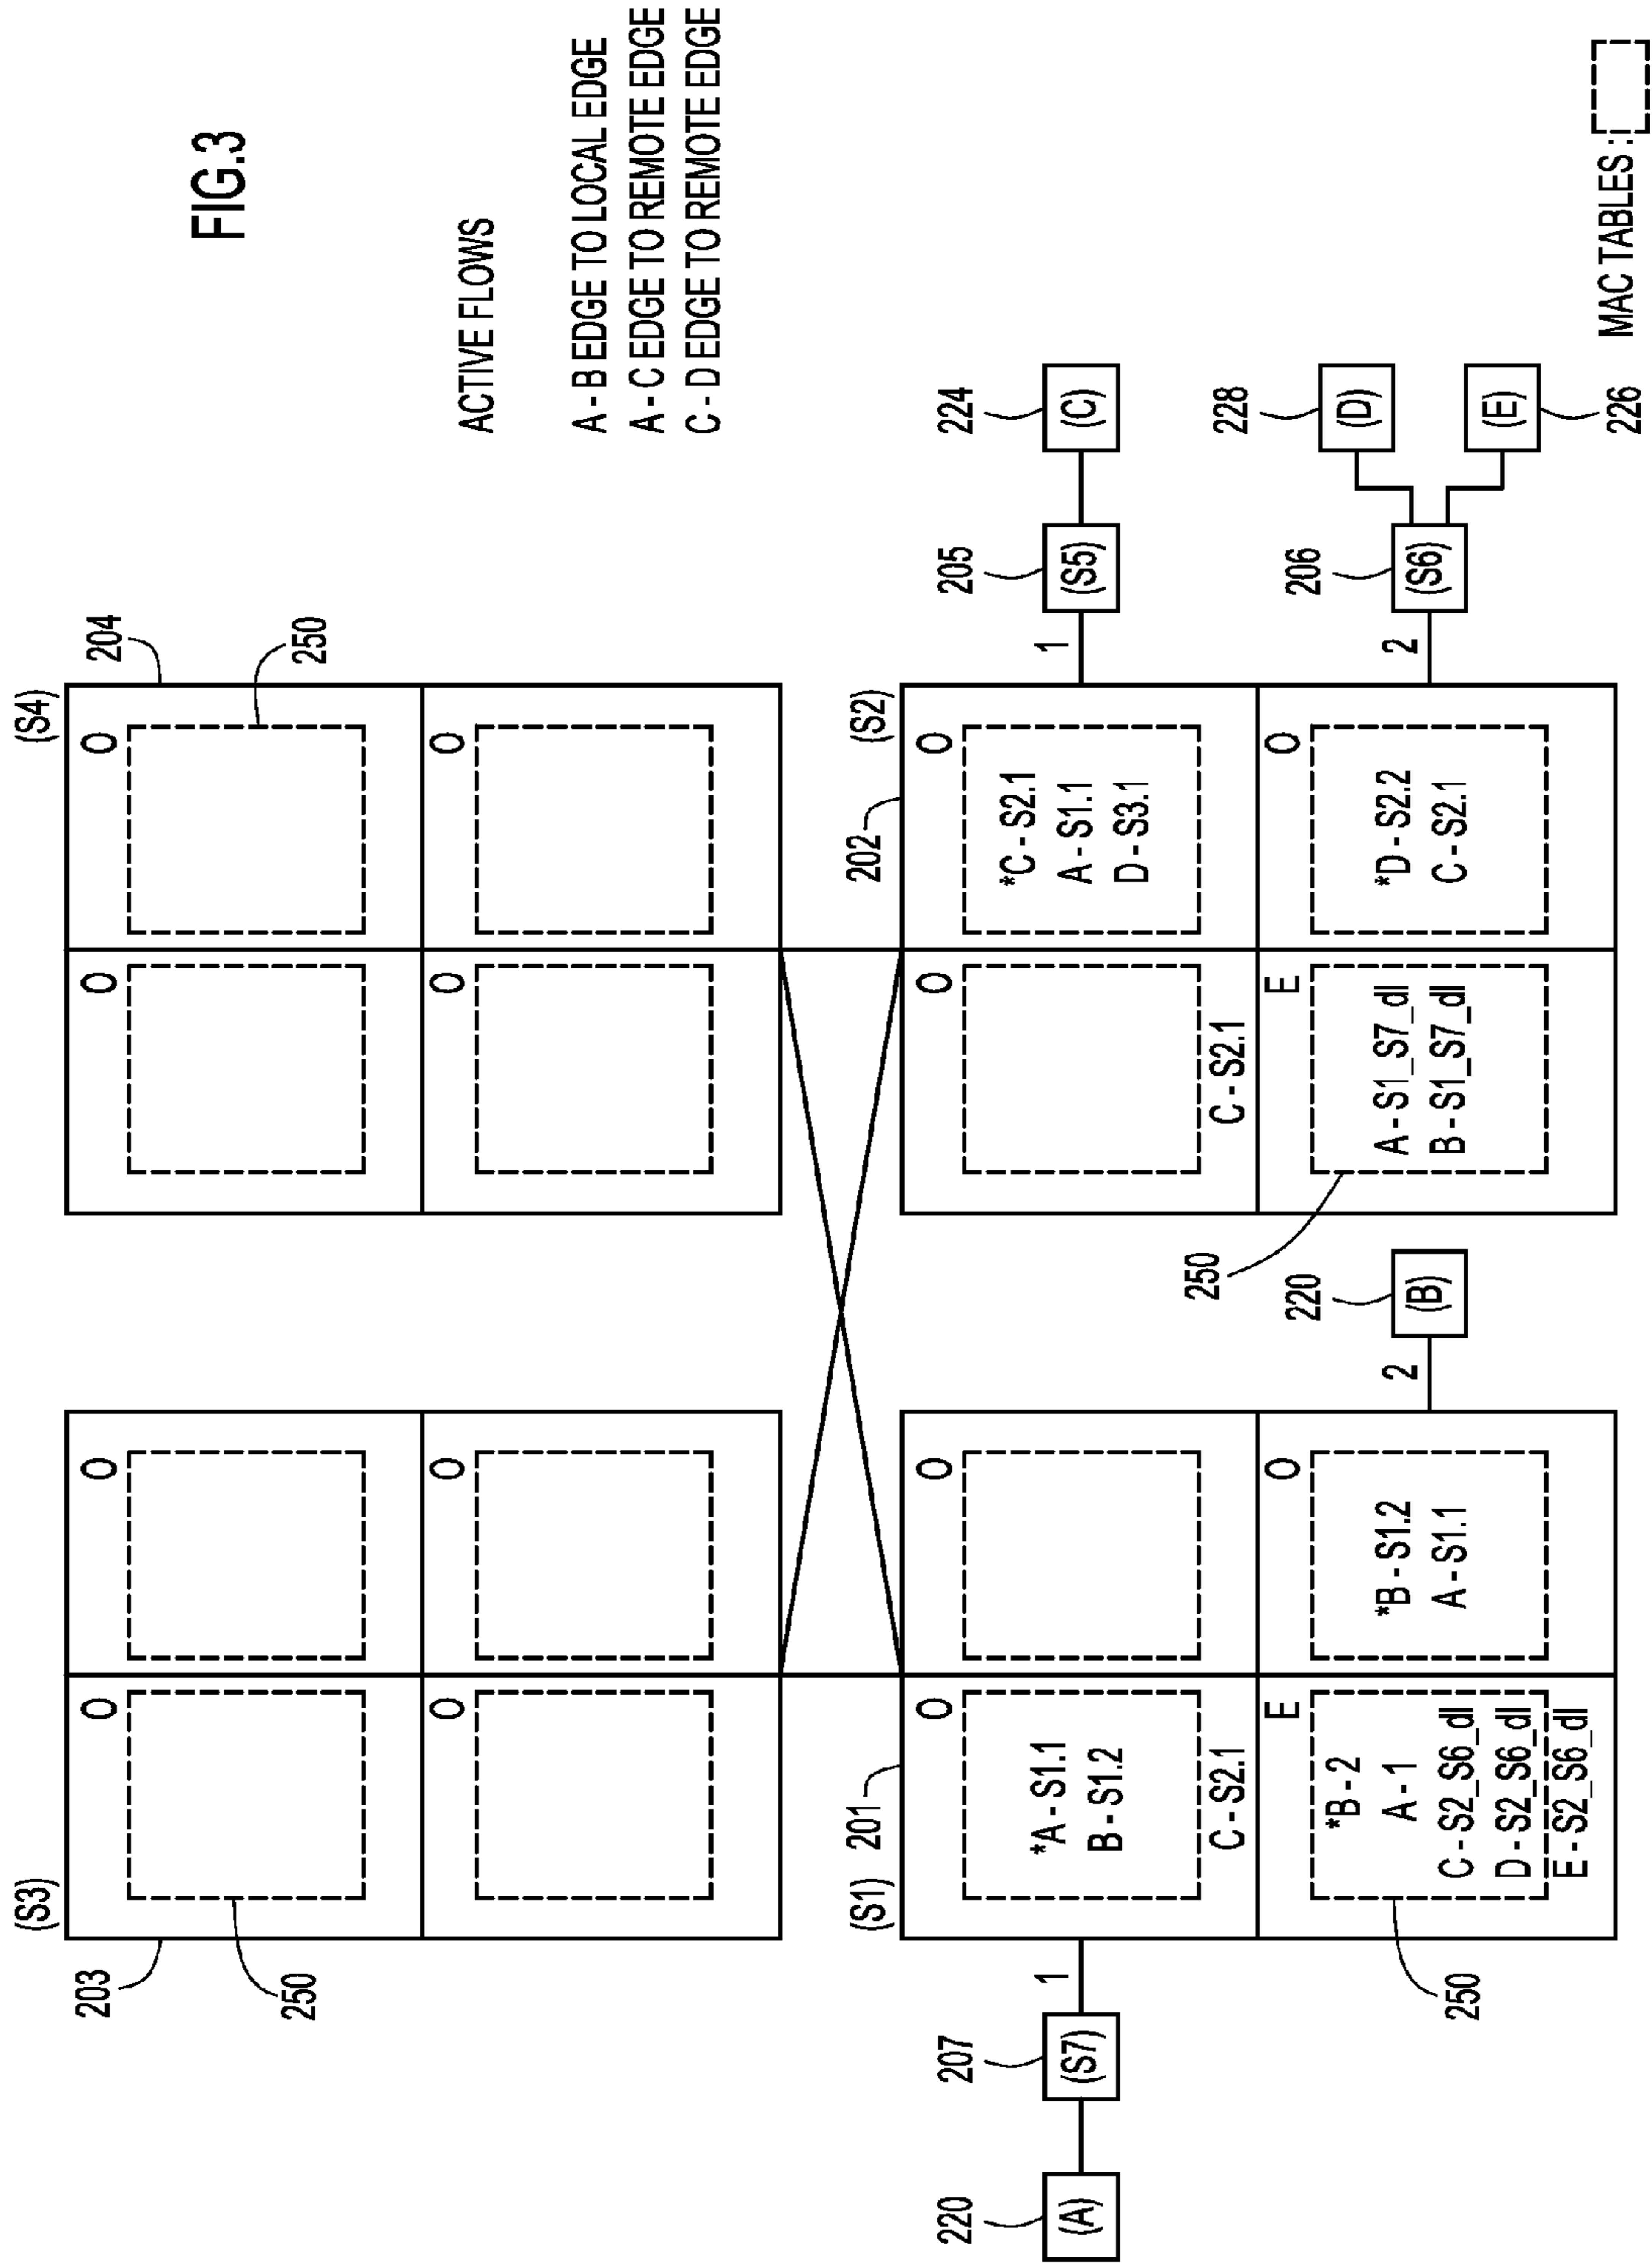 (S3)
(S4)
203
O
O
O
O
204
250
250
FIG.3
O
O
O
O
ACTIVE FLOWS
A - B EDGE TO LOCAL EDGE
A - C EDGE TO REMOTE EDGE
C - D EDGE TO REMOTE EDGE
(S1)
201
202
(S2)
O
O
O
O
220
207
205
224
(A)
(S7)
1
*A - S1.1
B - S1.2
C - S2.1
C - S2.1
*C - S2.1
A - S1.1
D - S3.1
1
(S5)
(C)
E
O
E
O
*B - 2
A - 1
C - S2_S6_dl
D - S2_S6_dl
E - S2_S6_dl
250
*B - S1.2
A - S1.1
2
220
(B)
250
A - S1_S7_dl
B - S1_S7_dl
*D - S2.2
C - S2.1
2
206
(S6)
228
(D)
(E)
226
MAC TABLES :